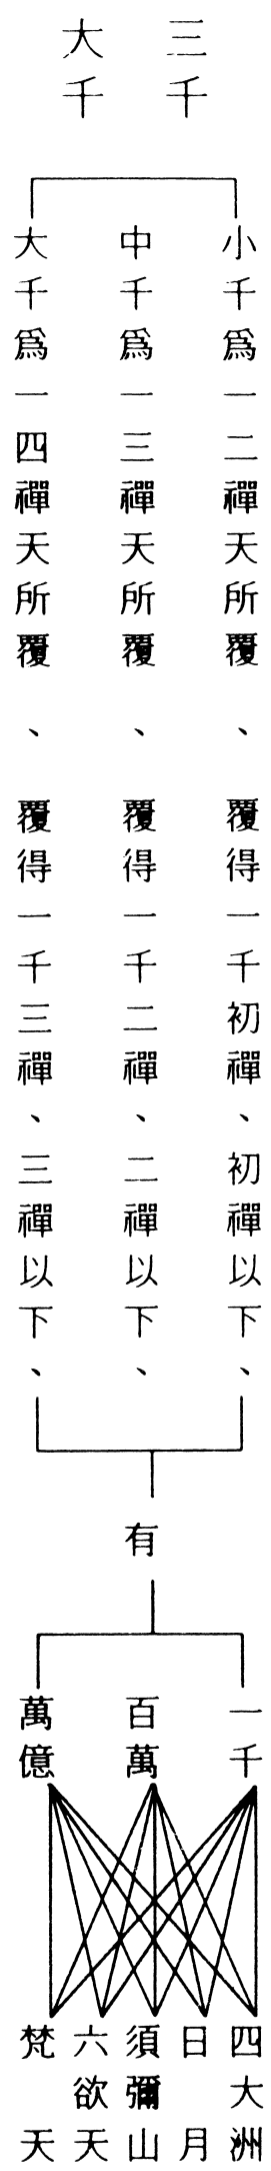 三千
大千
小千爲一二禪天所覆、覆得一千初禪、初禪以下、
中千爲一三禪天所覆、覆得一千二禪、二禪以下、
大千爲一四禪天所覆、覆得一千三禪、三禪以下、
有
一千
百萬
萬億
四大洲
日月
須彌山
六欲天
梵天